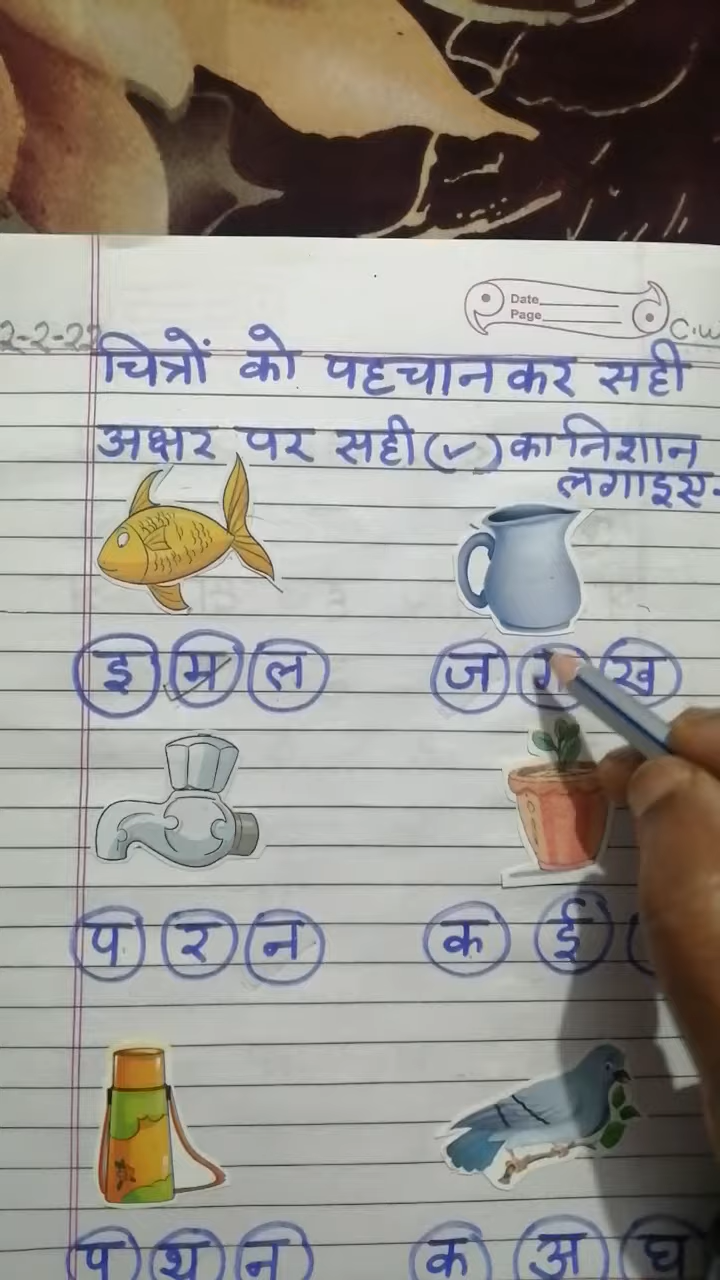 Date
Page
C.W
2-2-22
चित्रों को पहचानकर सही
अक्षर पर सही (✓) का निशान
लगाइए-
इ म ल
ज ग ख
प र न
क ई
प थ न
क अ घ